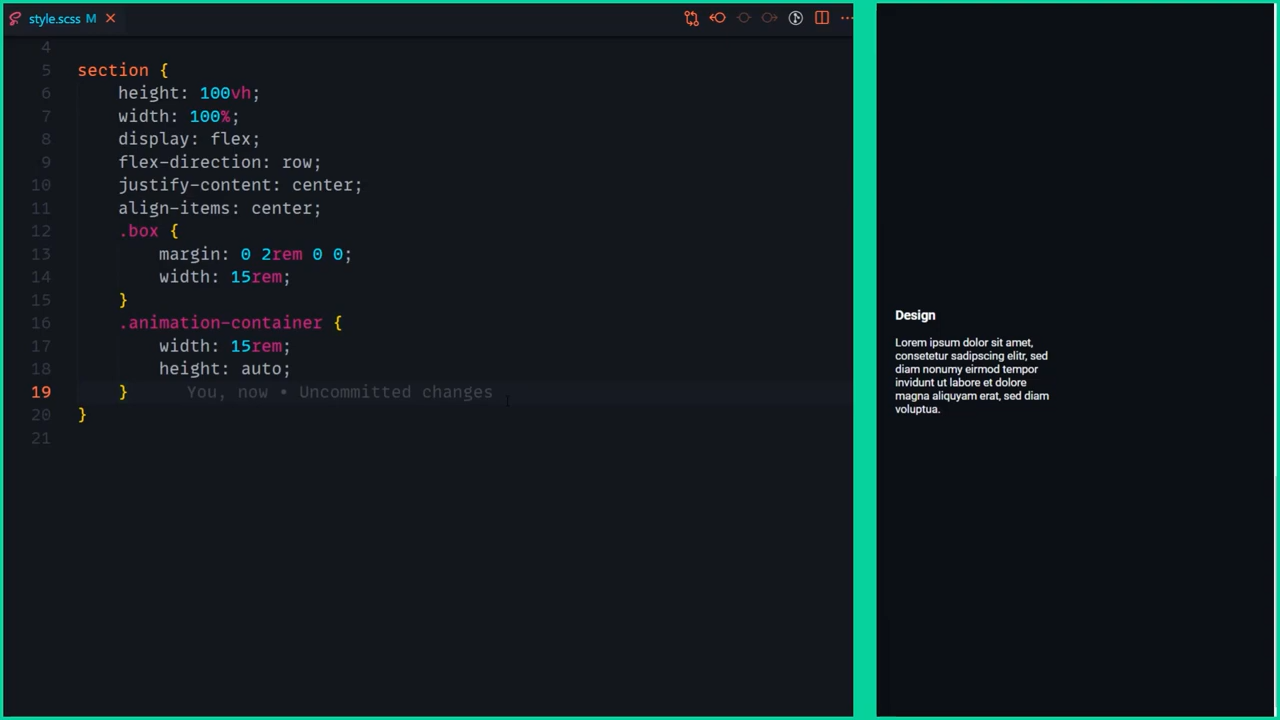 style.scss M
4
5 section {
6 height: 100vh;
7 width: 100%;
8 display: flex;
9 flex-direction: row;
10 justify-content: center;
11 align-items: center;
12 .box {
13 margin: 0 2rem 0 0;
14 width: 15rem;
15 }
16 .animation-container {
17 width: 15rem;
18 height: auto;
19 } You, now • Uncommitted changes
20 }
21
Design
Lorem ipsum dolor sit amet,
consetetur sadipscing elitr, sed
diam nonumy eirmod tempor
invidunt ut labore et dolore
magna aliquyam erat, sed diam
voluptua.